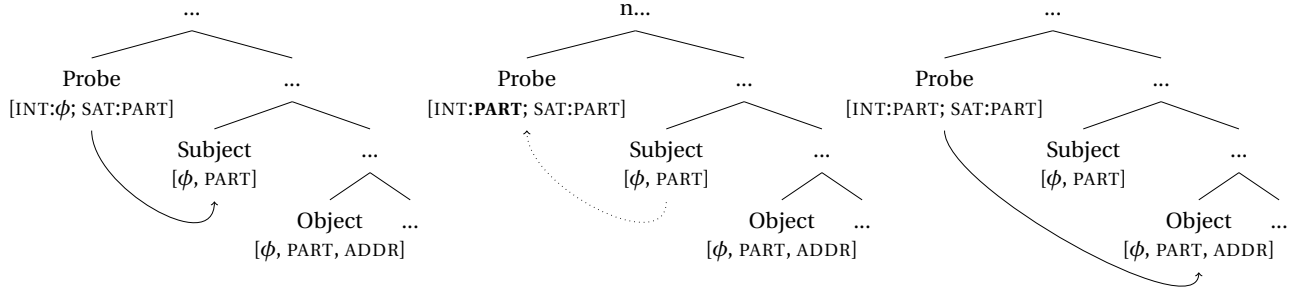 ... n... ...
Probe ... Probe ... Probe ...
[INT:ϕ; SAT:PART] [INT:PART; SAT:PART] [INT:PART; SAT:PART]
Subject ... Subject ... Subject ...
[ϕ, PART] [ϕ, PART] [ϕ, PART]
Object ... Object ... Object ...
[ϕ, PART, ADDR] [ϕ, PART, ADDR] [ϕ, PART, ADDR]